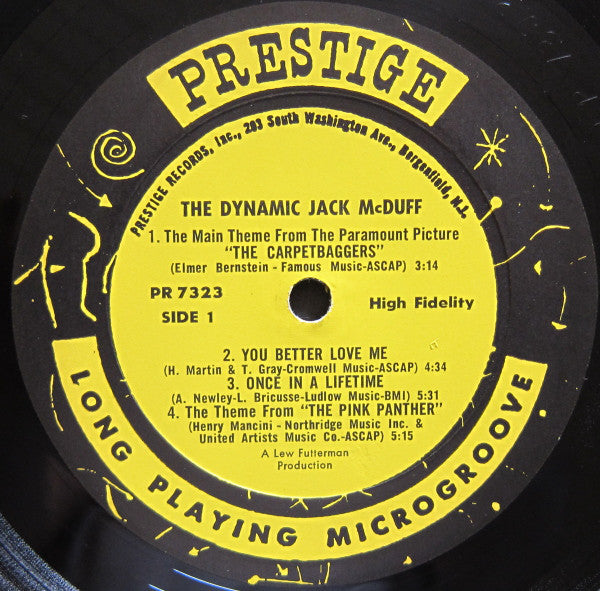 PRESTIGE
PRESTIGE RECORDS, Inc., 203 South Washington Ave., Bergenfield, N.J.
THE DYNAMIC JACK McDUFF
1. The Main Theme From The Paramount Picture
"THE CARPETBAGGERS"
(Elmer Bernstein - Famous Music-ASCAP) 3:14
PR 7323
SIDE 1
High Fidelity
2. YOU BETTER LOVE ME
(H. Martin & T. Gray-Cromwell Music-ASCAP) 4:34
3. ONCE IN A LIFETIME
(A. Newley-L. Bricusse-Ludlow Music-BMI) 5:31
4. The Theme From "THE PINK PANTHER"
(Henry Mancini - Northridge Music Inc. &
United Artists Music Co.-ASCAP) 5:15
A Lew Futterman
Production
LONG PLAYING MICROGROOVE